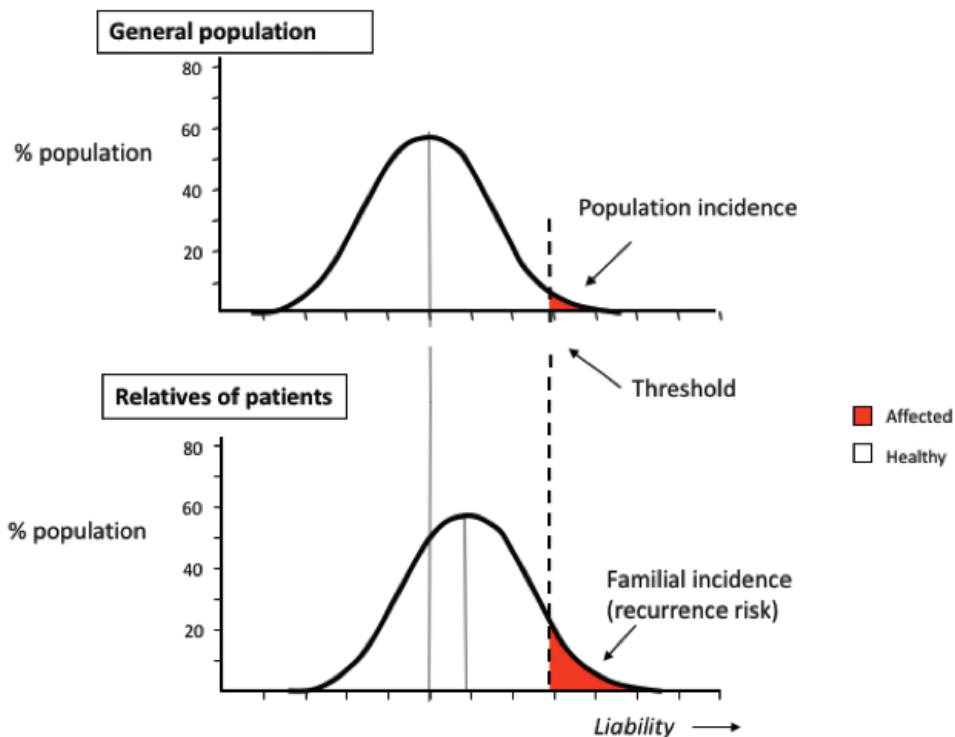 General population
80
60
% population
40
20
Population incidence
Threshold
Relatives of patients
Affected
Healthy
80
60
% population
40
20
Familial incidence
(recurrence risk)
Liability